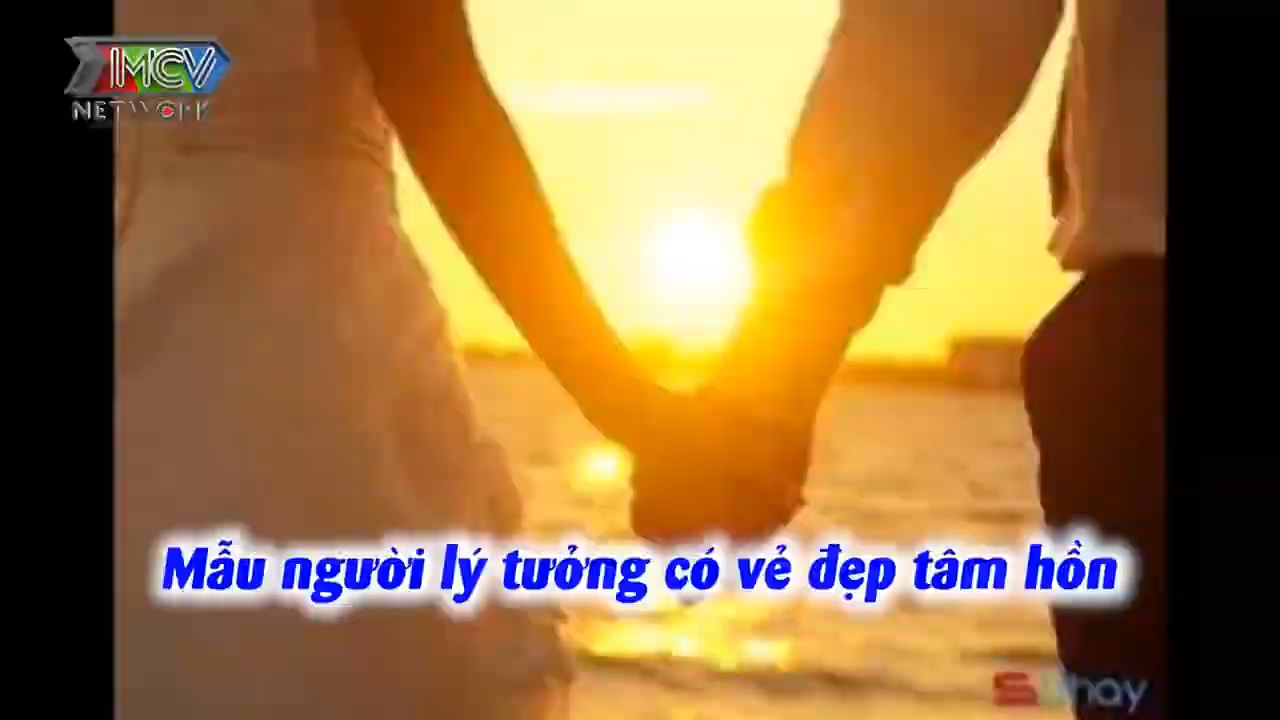 MCV
NETWORK
Mẫu người lý tưởng có vẻ đẹp tâm hồn